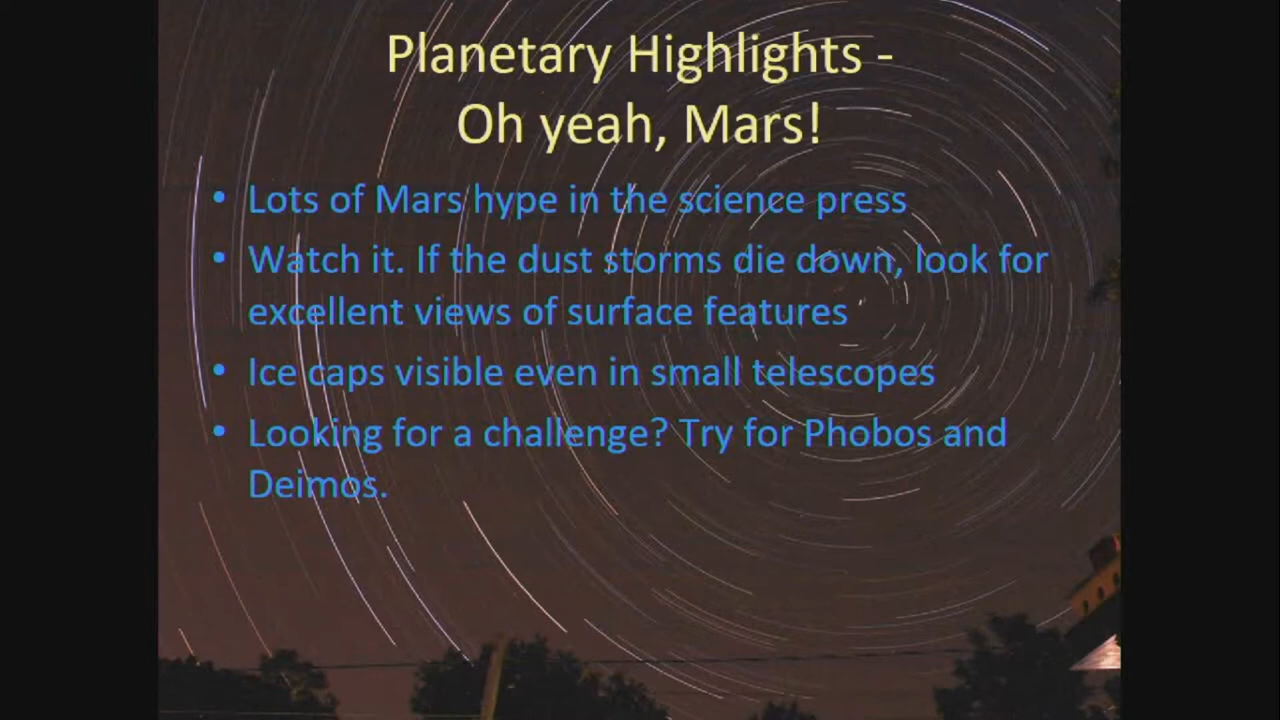 Planetary Highlights -
Oh yeah, Mars!
• Lots of Mars hype in the science press
• Watch it. If the dust storms die down, look for
excellent views of surface features
• Ice caps visible even in small telescopes
• Looking for a challenge? Try for Phobos and
Deimos.